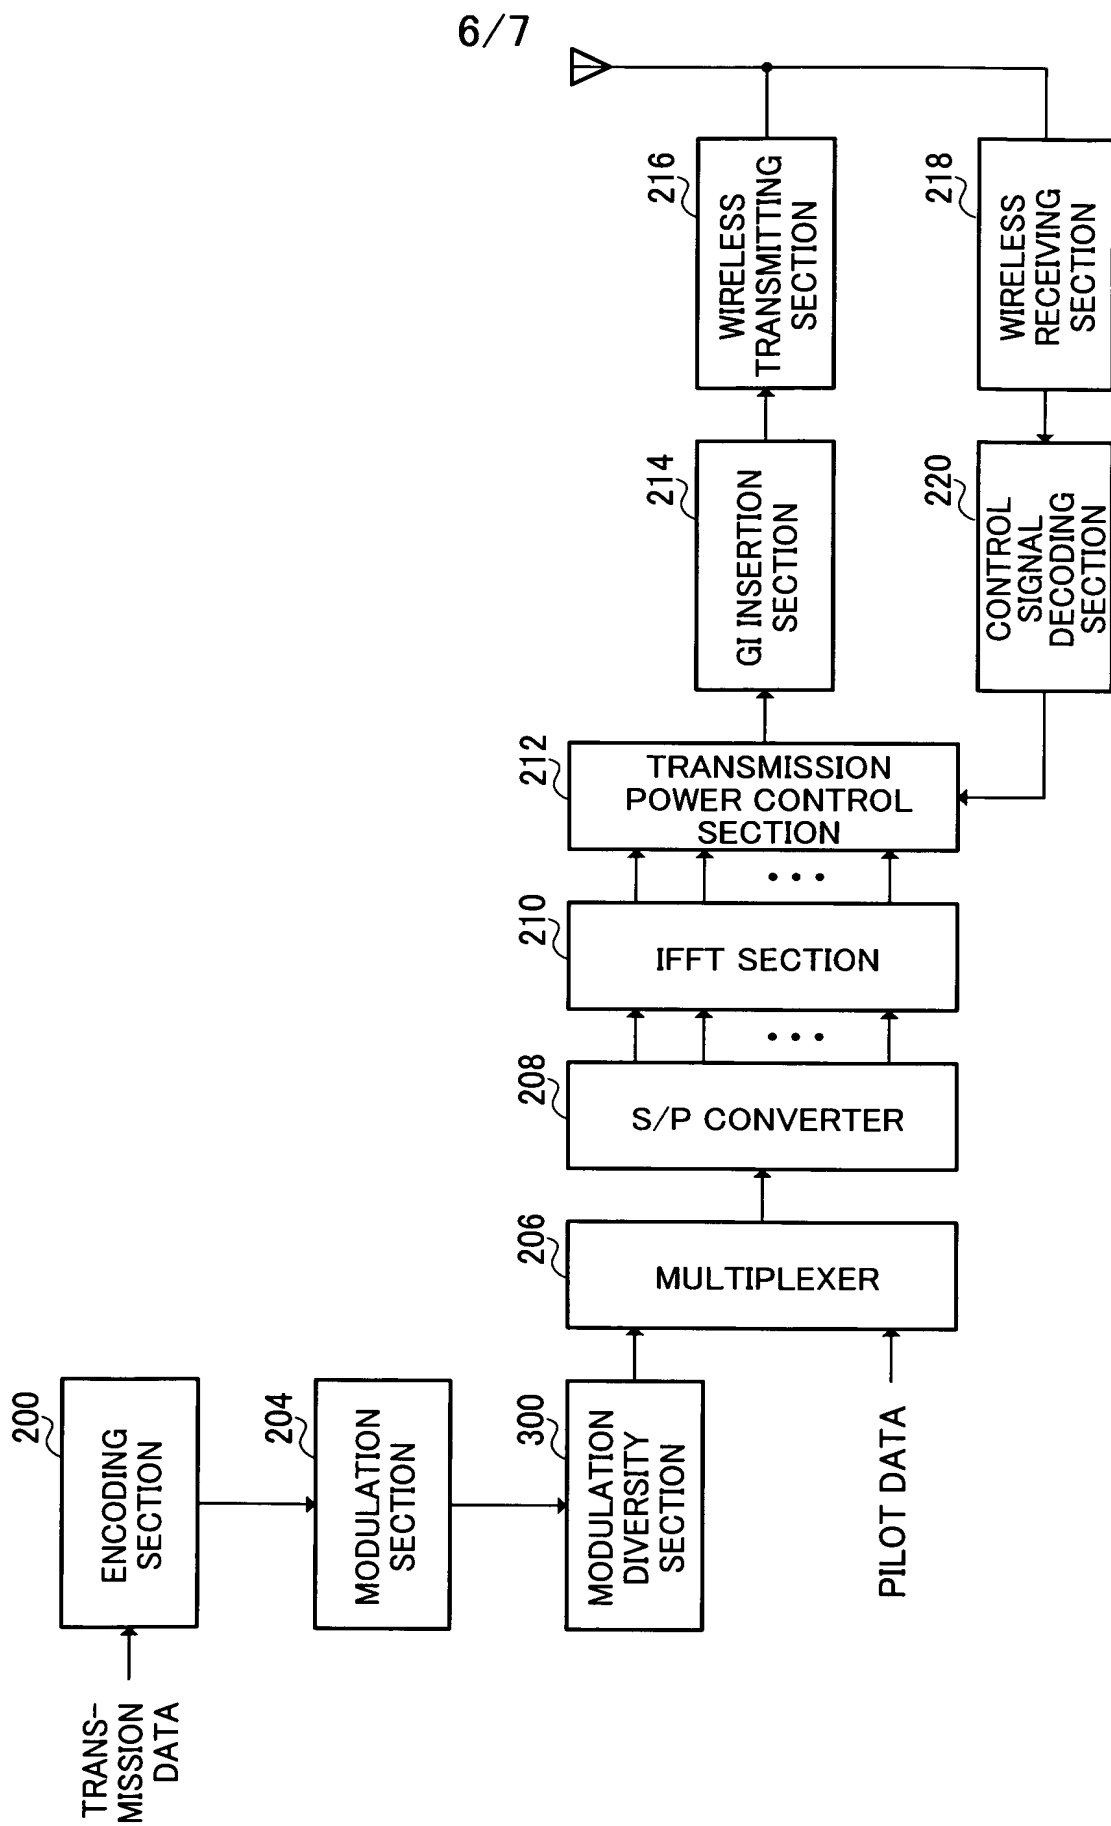 6/7
TRANS-
MISSION
DATA
200
ENCODING
SECTION
204
MODULATION
SECTION
300
MODULATION
DIVERSITY
SECTION
PILOT DATA
206
MULTIPLEXER
208
S/P CONVERTER
210
IFFT SECTION
212
TRANSMISSION
POWER CONTROL
SECTION
214
GI INSERTION
SECTION
216
WIRELESS
TRANSMITTING
SECTION
218
WIRELESS
RECEIVING
SECTION
220
CONTROL
SIGNAL
DECODING
SECTION